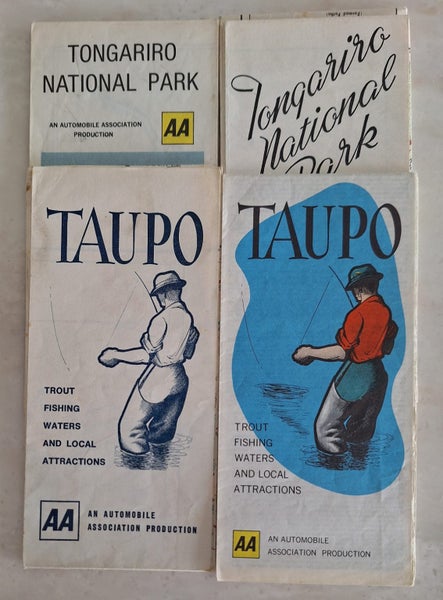 TONGARIRO
NATIONAL PARK
AN AUTOMOBILE ASSOCIATION
PRODUCTION
AA
Tongariro
National
Park
TAUPO
TROUT
FISHING
WATERS
AND LOCAL
ATTRACTIONS
AA
AN AUTOMOBILE
ASSOCIATION PRODUCTION
TAUPO
TROUT
FISHING
WATERS
AND LOCAL
ATTRACTIONS
AA
AN AUTOMOBILE
ASSOCIATION PRODUCTION